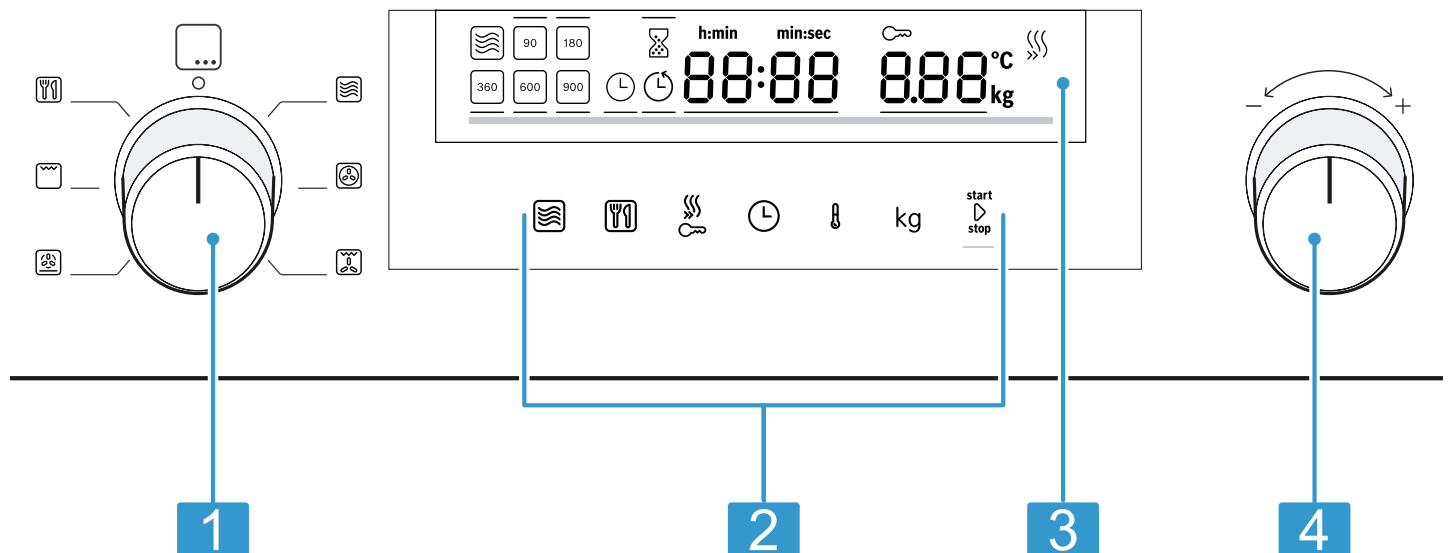 90 180 h:min min:sec
88:88 8.88 °C
360 600 900 kg
kg
start
stop
- +
1 2 3 4